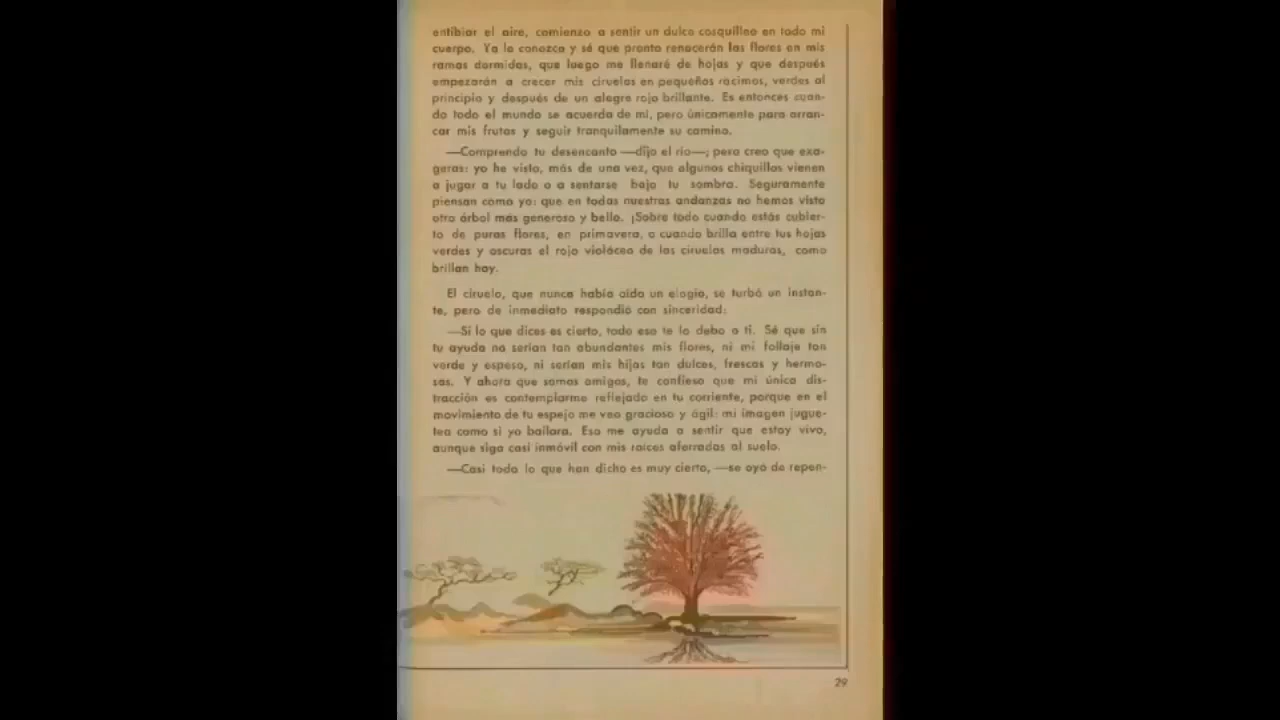 entibiar el aire, comienzo a sentir un dulce cosquilleo en todo mi
cuerpo. Ya lo conozco y sé que pronto renacerán las flores en mis
ramas dormidas, que luego me llenaré de hojas y que después
empezarán a crecer mis ciruelas en pequeños racimos, verdes al
principio y después de un alegre rojo brillante. Es entonces cuan-
do todo el mundo se acuerda de mí, pero únicamente para arran-
car mis frutos y seguir tranquilamente su camino.
—Comprendo tu desencanto —dijo el río—; pero creo que exa-
geras: yo he visto, más de una vez, que algunos chiquillos vienen
a jugar a tu lado o a sentarse bajo tu sombra. Seguramente
piensan como yo: que en todas nuestras andanzas no hemos visto
otro árbol más generoso y bello. ¡Sobre todo cuando estás cubier-
to de puras flores, en primavera, o cuando brilla entre tus hojas
verdes y oscuras el rojo violáceo de las ciruelas maduras, como
brillan hoy.
El ciruelo, que nunca había oído un elogio, se turbó un instan-
te, pero de inmediato respondió con sinceridad:
—Si lo que dices es cierto, todo eso te lo debo a ti. Sé que sin
tu ayuda no serían tan abundantes mis flores, ni mi follaje tan
verde y espeso, ni serían mis hijas tan dulces, frescas y hermo-
sas. Y ahora que somos amigos, te confieso que mi única dis-
tracción es contemplarme reflejado en tu corriente, porque en el
movimiento de tu espejo me veo gracioso y ágil: mi imagen jugue-
tea como si yo bailara. Eso me ayuda a sentir que estoy vivo,
aunque siga casi inmóvil con mis raíces aferradas al suelo.
—Casi todo lo que han dicho es muy cierto, —se oyó de repen-
29